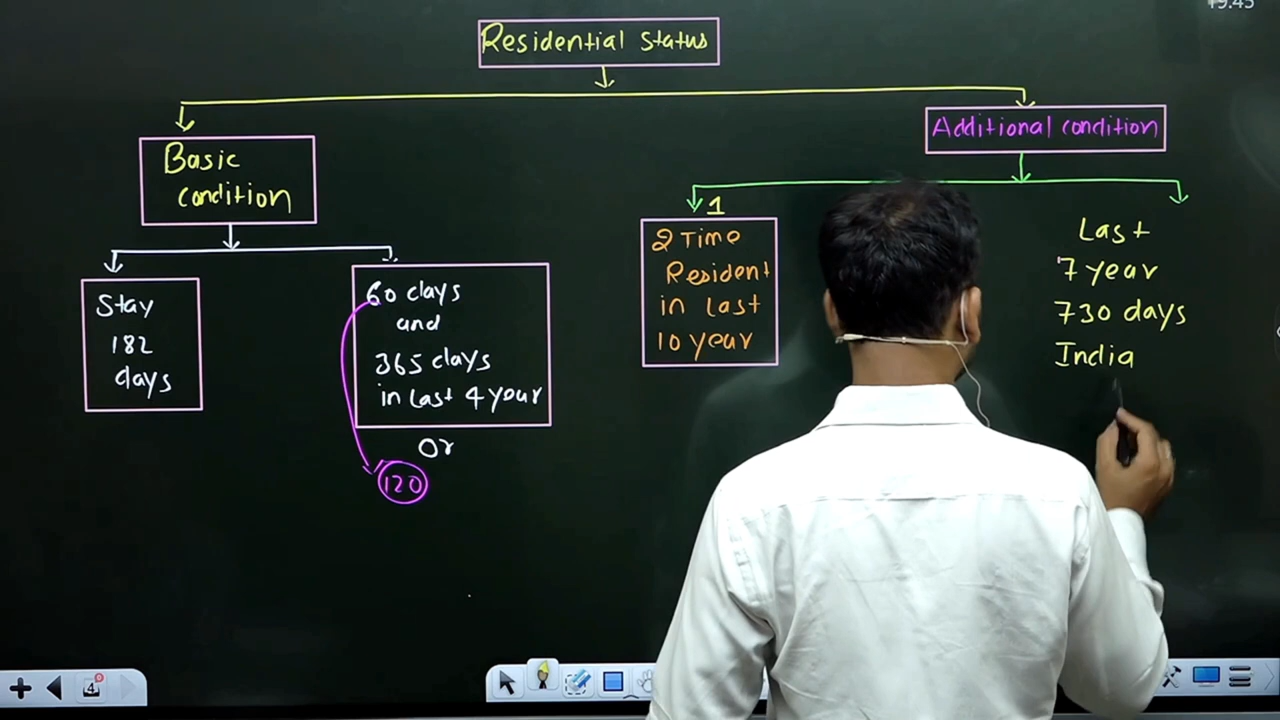 Residential status
Basic
condition
Additional condition
Stay
182
days
60 days
and
365 days
in last 4 year
Or
120
1
2 Time
Resident
in last
10 year
Last
7 year
730 days
India
4